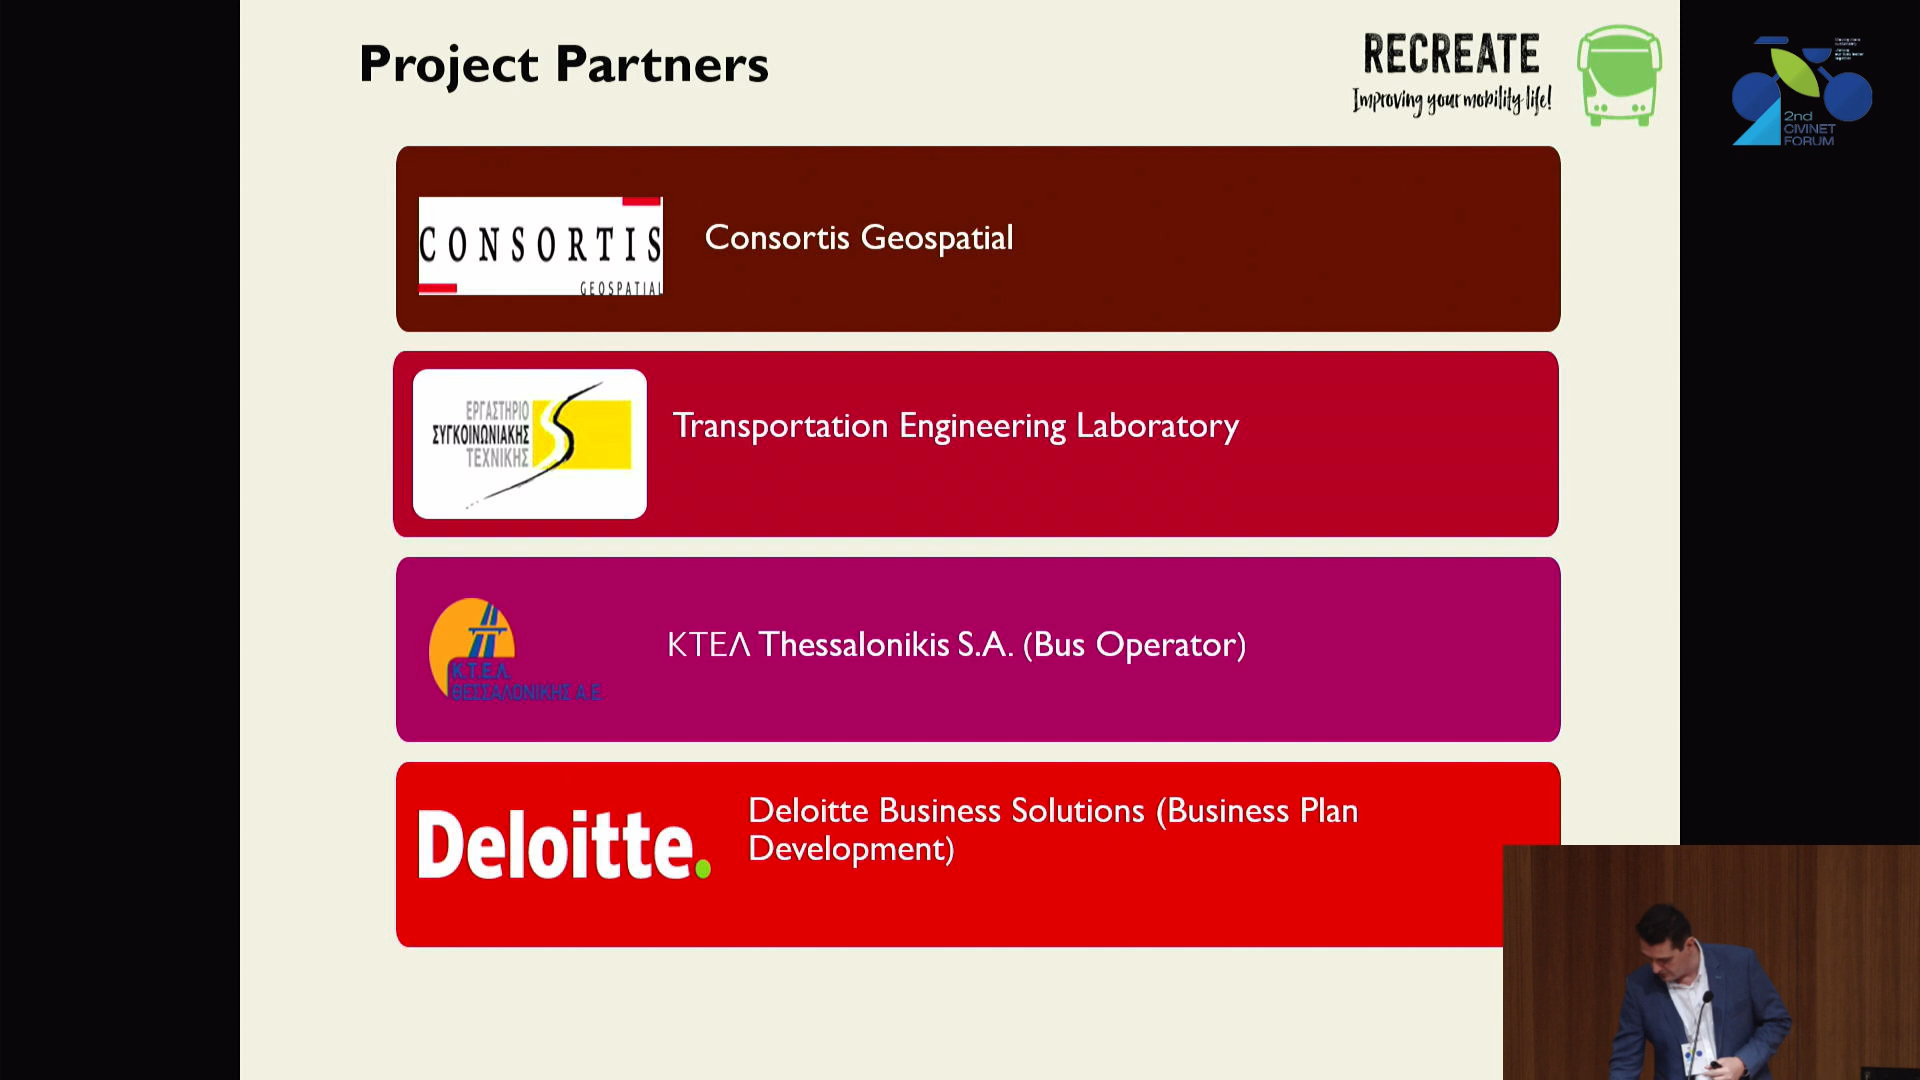 Project Partners
RECREATE
Improving your mobility life!
2nd
CIVINET
FORUM
CONSORTIS
GEOSPATIAL
Consortis Geospatial
ΕΡΓΑΣΤΗΡΙΟ
ΣΥΓΚΟΙΝΩΝΙΑΚΗΣ
ΤΕΧΝΙΚΗΣ
Transportation Engineering Laboratory
Κ.Τ.Ε.Λ.
ΘΕΣΣΑΛΟΝΙΚΗΣ Α.Ε.
ΚΤΕΛ Thessalonikis S.A. (Bus Operator)
Deloitte.
Deloitte Business Solutions (Business Plan
Development)